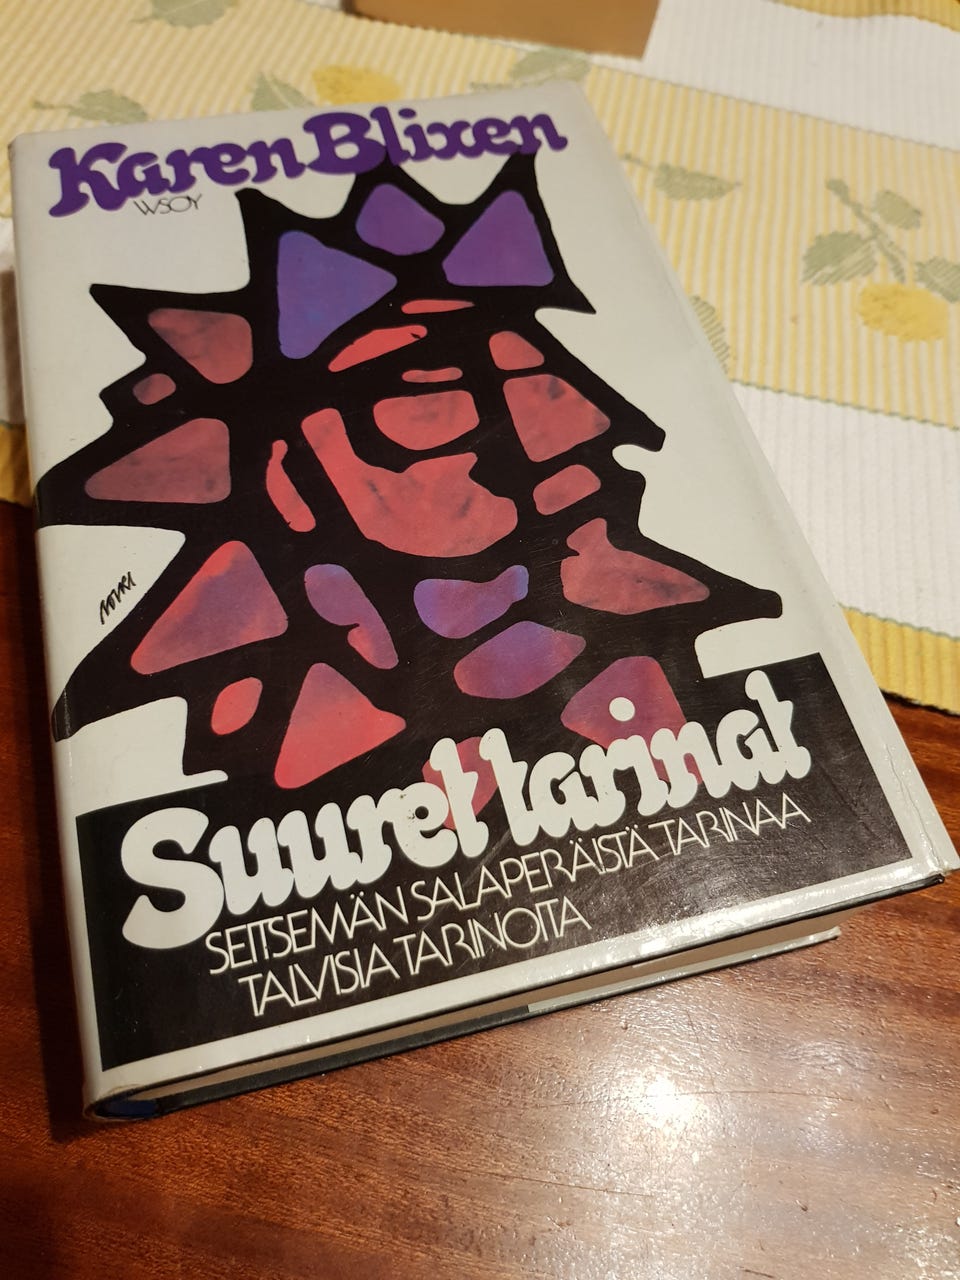 Karen Blixen
WSOY
Suuret tarinat
SEITSEMÄN SALAPERÄISTÄ TARINAA
TALVISIA TARINOITA